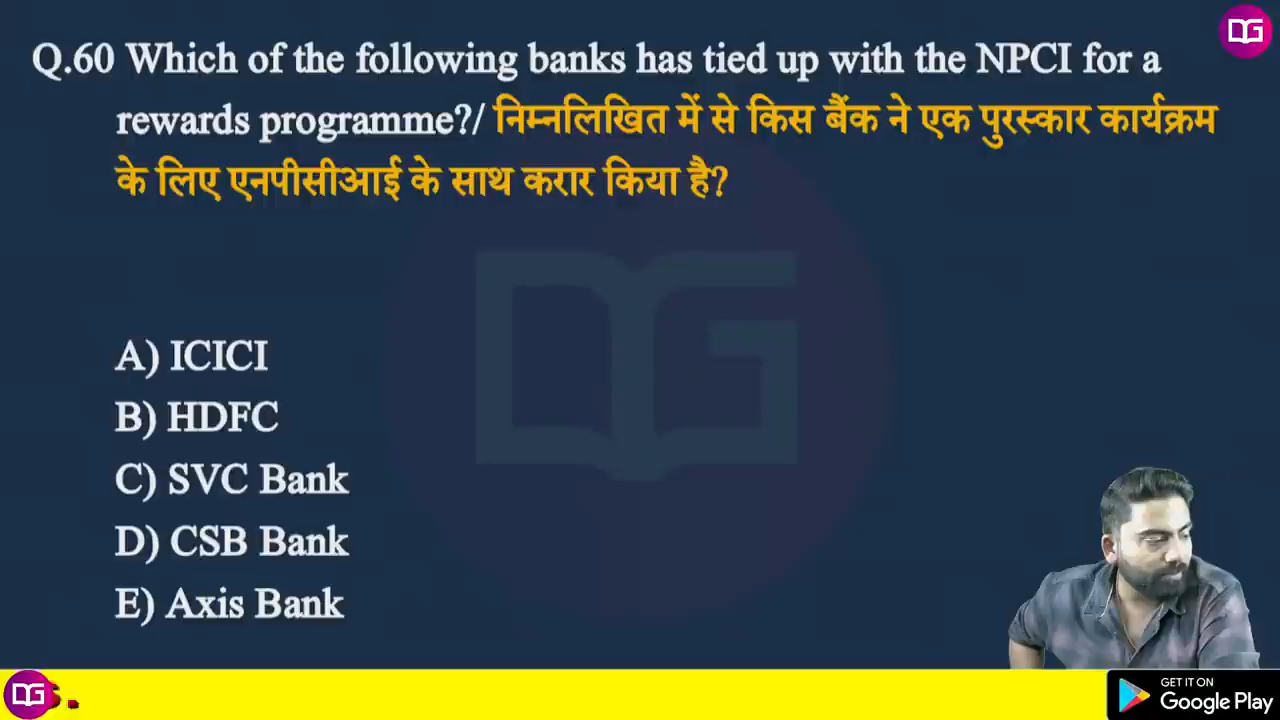 DG
Q.60 Which of the following banks has tied up with the NPCI for a
rewards programme?/ निम्नलिखित में से किस बैंक ने एक पुरस्कार कार्यक्रम
के लिए एनपीसीआई के साथ करार किया है?
DG
A) ICICI
B) HDFC
C) SVC Bank
D) CSB Bank
E) Axis Bank
DG
GET IT ON
Google Play